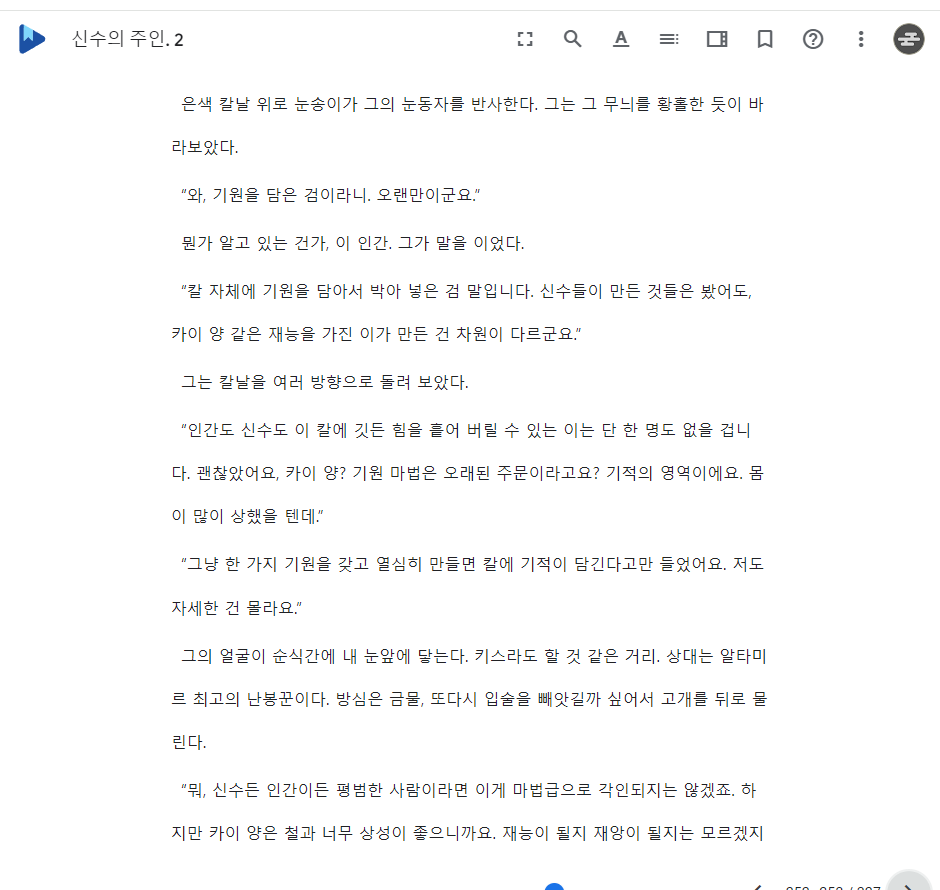 신수의 주인. 2
은색 칼날 위로 눈송이가 그의 눈동자를 반사한다. 그는 그 무늬를 황홀한 듯이 바
라보았다.
“와, 기원을 담은 검이라니. 오랜만이군요.”
뭔가 알고 있는 건가, 이 인간. 그가 말을 이었다.
“칼 자체에 기원을 담아서 박아 넣은 검 말입니다. 신수들이 만든 것들은 봤어도,
카이 양 같은 재능을 가진 이가 만든 건 차원이 다르군요.”
그는 칼날을 여러 방향으로 돌려 보았다.
“인간도 신수도 이 칼에 깃든 힘을 흩어 버릴 수 있는 이는 단 한 명도 없을 겁니
다. 괜찮았어요, 카이 양? 기원 마법은 오래된 주문이라고요? 기적의 영역이에요. 몸
이 많이 상했을 텐데.”
“그냥 한 가지 기원을 갖고 열심히 만들면 칼에 기적이 담긴다고만 들었어요. 저도
자세한 건 몰라요.”
그의 얼굴이 순식간에 내 눈앞에 닿는다. 키스라도 할 것 같은 거리. 상대는 알타미
르 최고의 난봉꾼이다. 방심은 금물, 또다시 입술을 빼앗길까 싶어서 고개를 뒤로 물
린다.
“뭐, 신수든 인간이든 평범한 사람이라면 이게 마법급으로 각인되지는 않겠죠. 하
지만 카이 양은 철과 너무 상성이 좋으니까요. 재능이 될지 재앙이 될지는 모르겠지